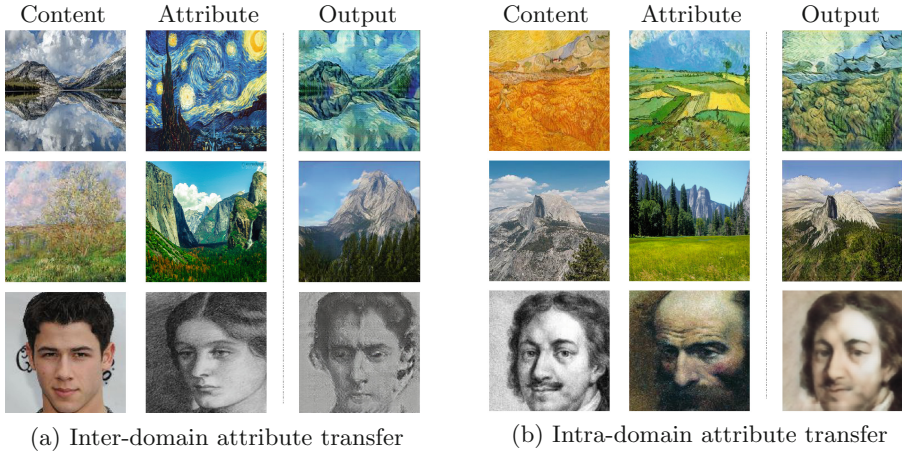 Content Attribute Output
Content Attribute Output
(a) Inter-domain attribute transfer
(b) Intra-domain attribute transfer